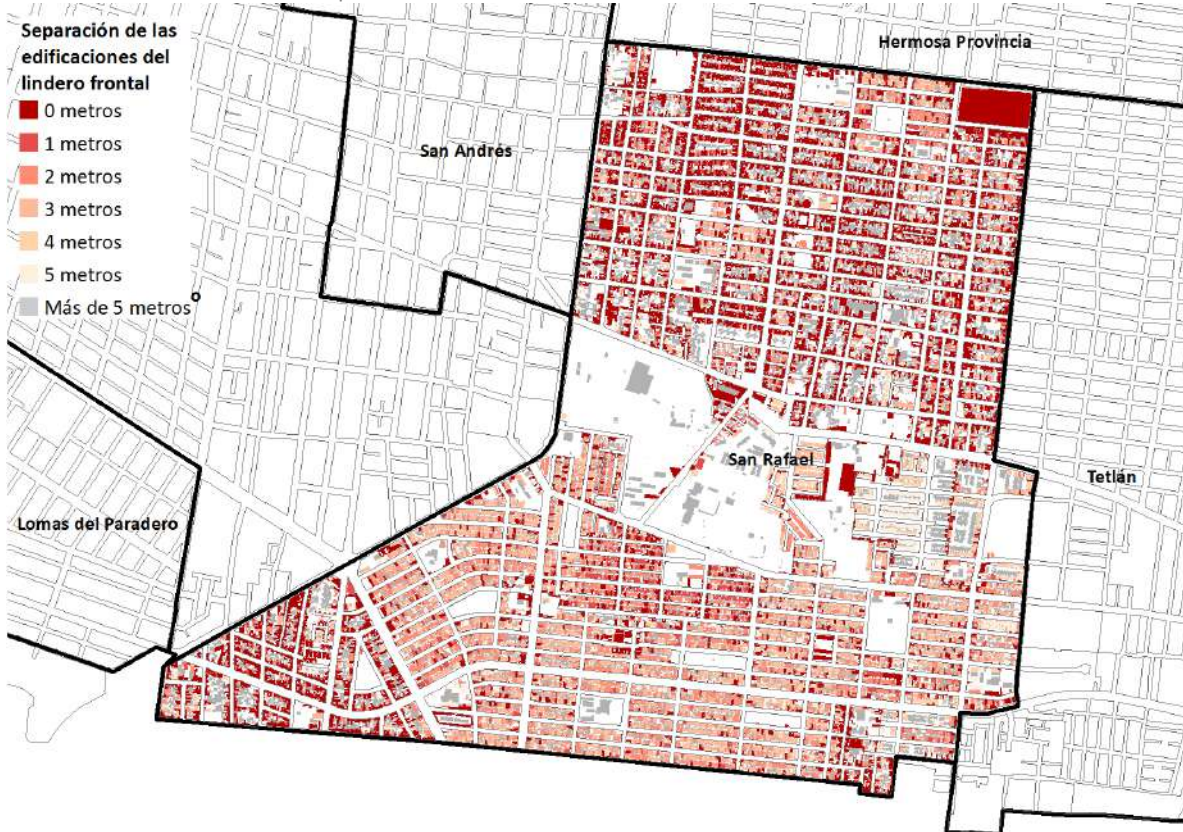 Separación de las
edificaciones del
lindero frontal
0 metros
1 metros
2 metros
3 metros
4 metros
5 metros
Más de 5 metros
o
Hermosa Provincia
San Andrés
San Rafael
Tetlán
Lomas del Paradero